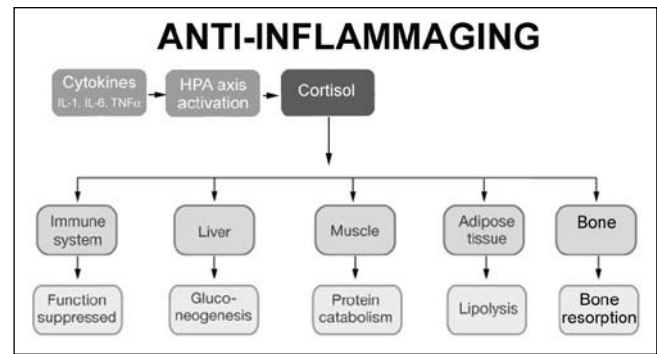 ANTI-INFLAMMAGING
Cytokines
IL-1, IL-6, TNFα
HPA axis
activation
Cortisol
Immune
system
Liver
Muscle
Adipose
tissue
Bone
Function
suppressed
Gluco-
neogenesis
Protein
catabolism
Lipolysis
Bone
resorption